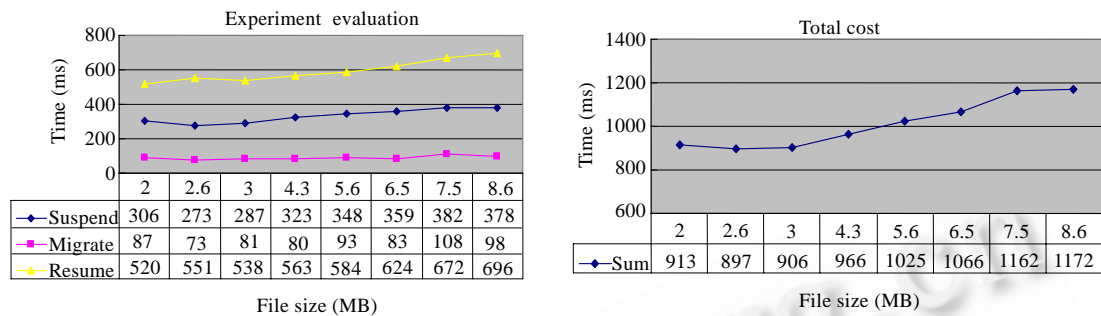 Experiment evaluation
Time (ms)
800
600
400
200
0
2 2.6 3 4.3 5.6 6.5 7.5 8.6
Suspend 306 273 287 323 348 359 382 378
Migrate 87 73 81 80 93 83 108 98
Resume 520 551 538 563 584 624 672 696
File size (MB)
Total cost
Time (ms)
1400
1200
1000
800
600
2 2.6 3 4.3 5.6 6.5 7.5 8.6
Sum 913 897 906 966 1025 1066 1162 1172
File size (MB)